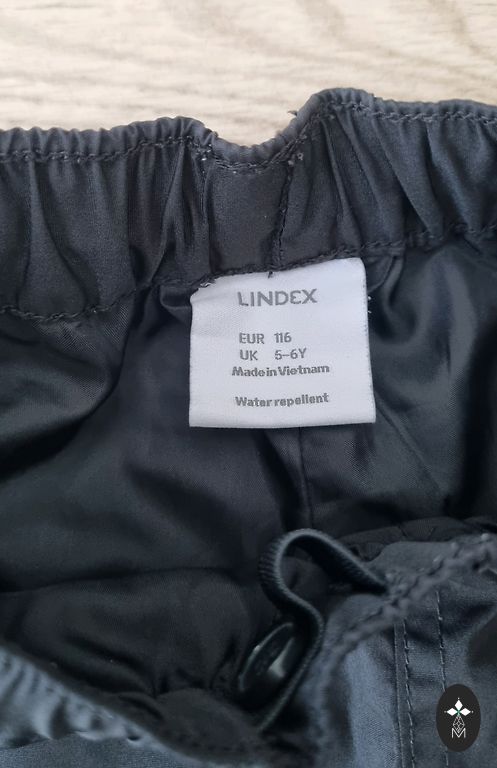 LINDEX
EUR 116
UK 5-6Y
Made in Vietnam
Water repellent
M